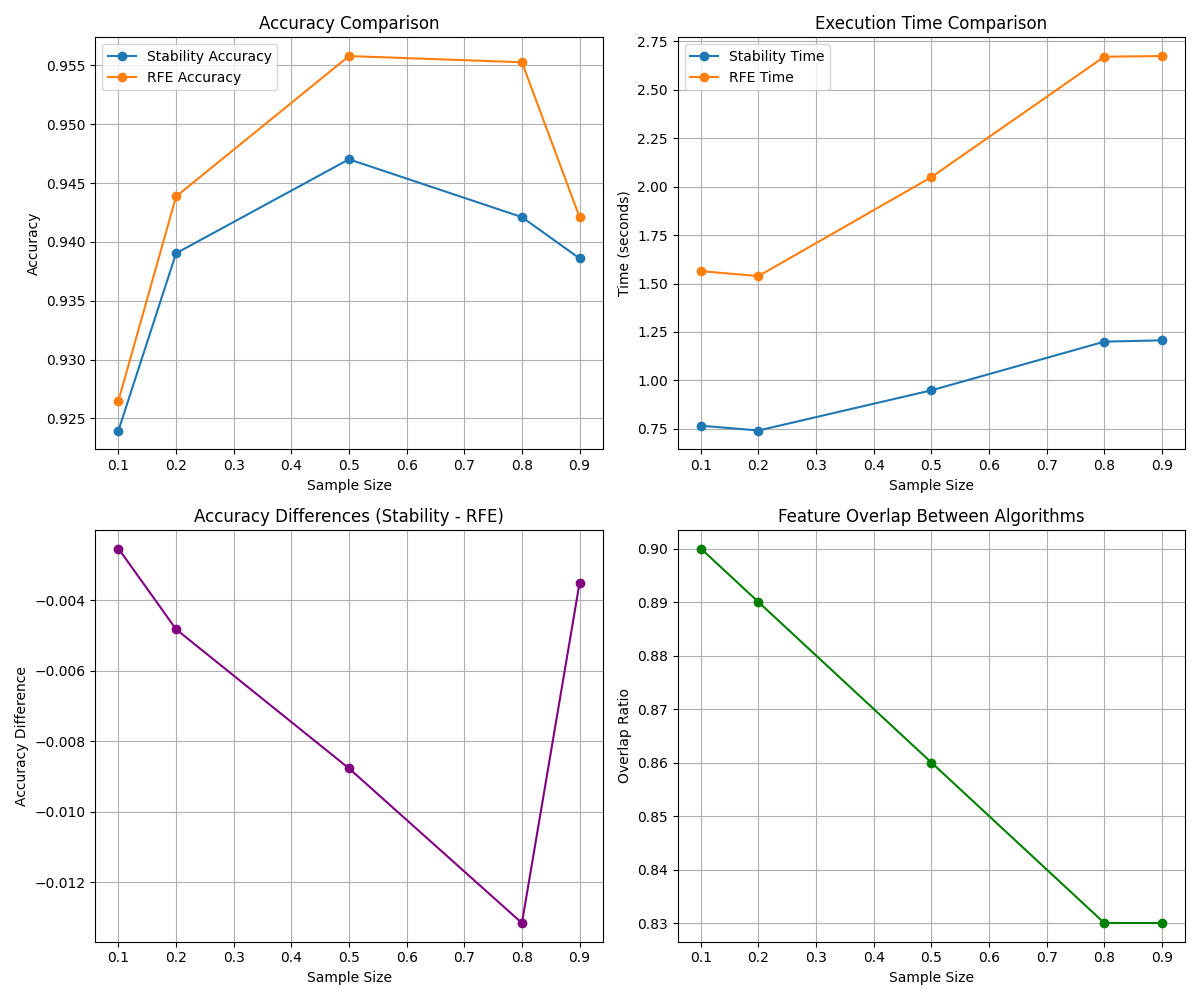 Accuracy Comparison
Stability Accuracy
RFE Accuracy
0.955
0.950
0.945
0.940
0.935
0.930
0.925
Accuracy
0.1 0.2 0.3 0.4 0.5 0.6 0.7 0.8 0.9
Sample Size
Execution Time Comparison
Stability Time
RFE Time
2.75
2.50
2.25
2.00
1.75
1.50
1.25
1.00
0.75
Time (seconds)
0.1 0.2 0.3 0.4 0.5 0.6 0.7 0.8 0.9
Sample Size
Accuracy Differences (Stability - RFE)
−0.004
−0.006
−0.008
−0.010
−0.012
Accuracy Difference
0.1 0.2 0.3 0.4 0.5 0.6 0.7 0.8 0.9
Sample Size
Feature Overlap Between Algorithms
0.90
0.89
0.88
0.87
0.86
0.85
0.84
0.83
Overlap Ratio
0.1 0.2 0.3 0.4 0.5 0.6 0.7 0.8 0.9
Sample Size